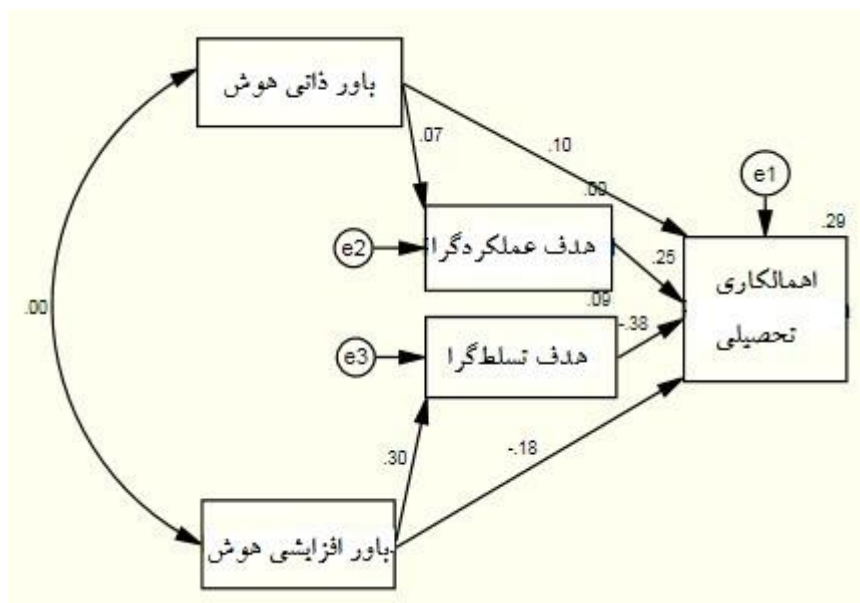 باور ذاتی هوش
.07
.10
e1
.00
.29
e2
هدف عملکردگرا
.25
اهمالکاری
تحصیلی
.00
.09
-.38
e3
هدف تسلط‌گرا
.30
-.18
باور افزایشی هوش